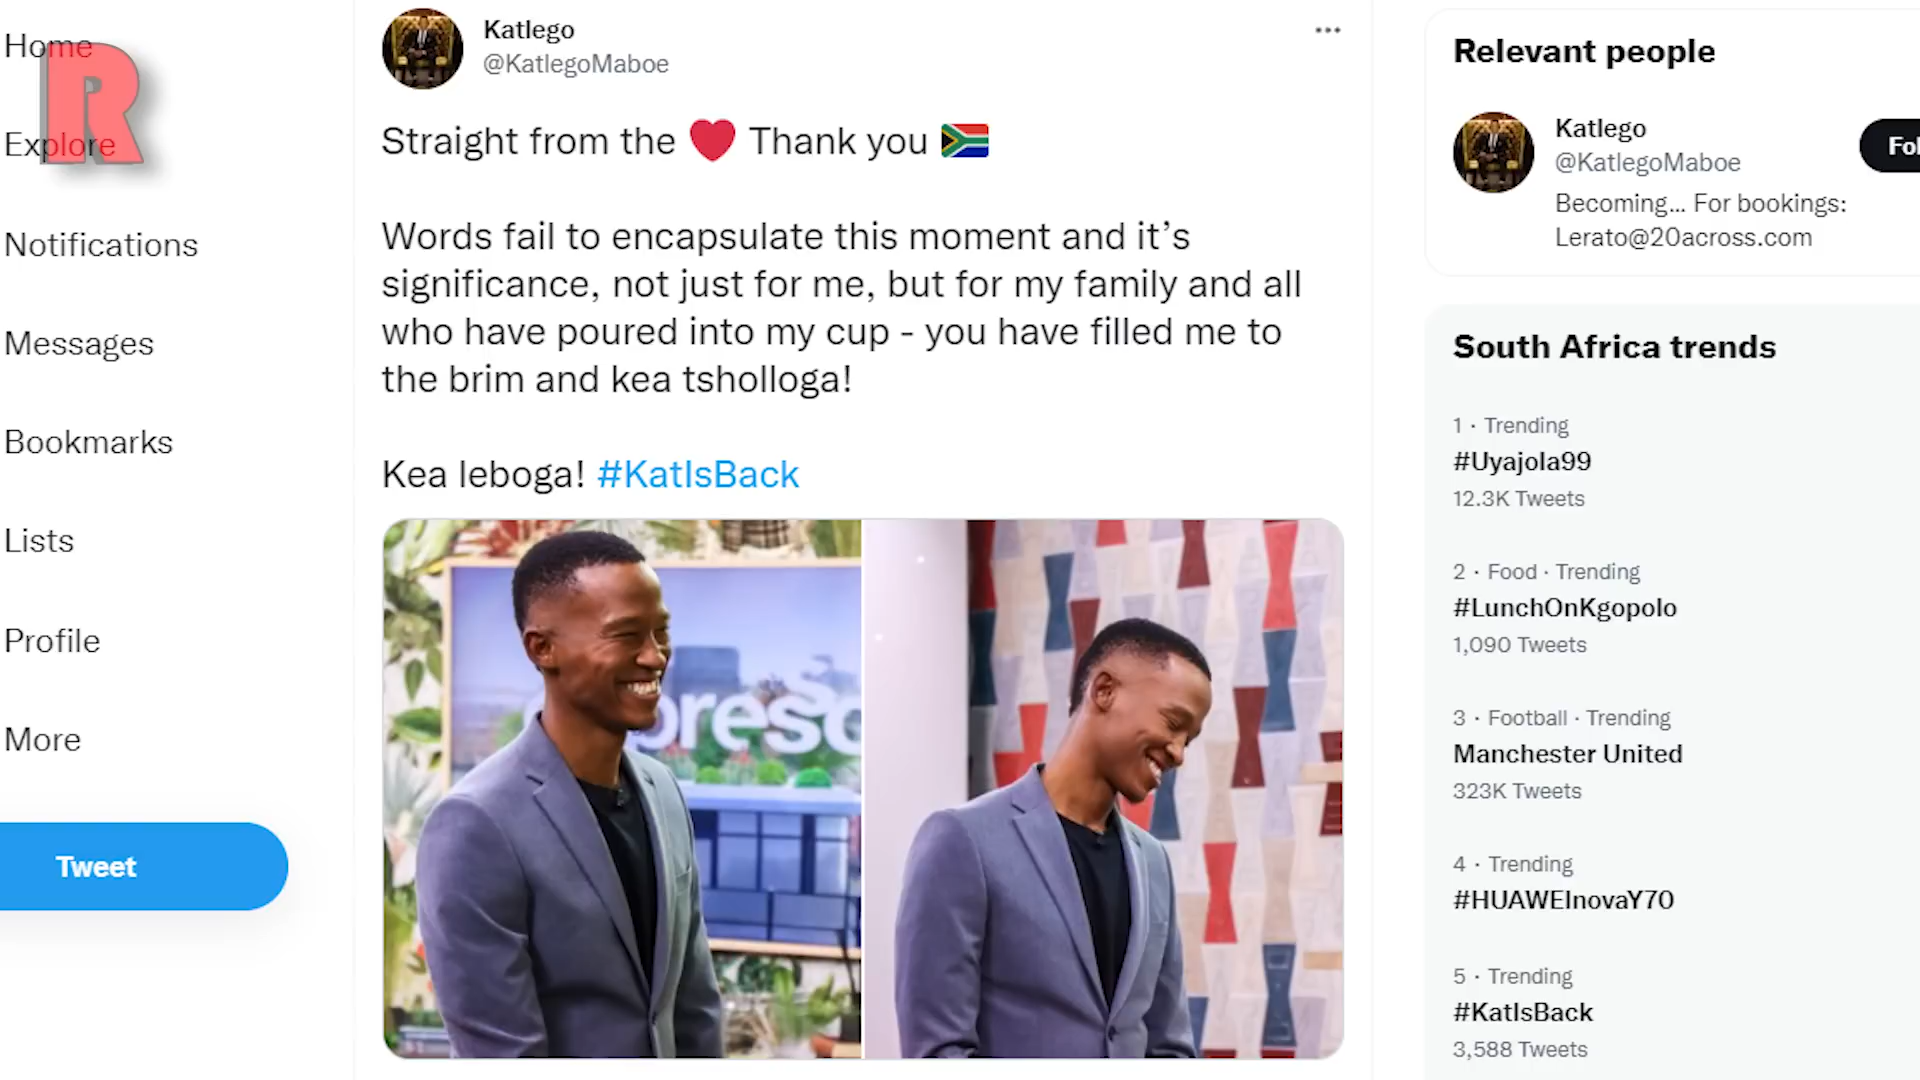 Home
Explore
R
Notifications
Messages
Bookmarks
Lists
Profile
More
Tweet
Katlego
@KatlegoMaboe
Straight from the ❤️ Thank you 🇿🇦
Words fail to encapsulate this moment and it’s
significance, not just for me, but for my family and all
who have poured into my cup - you have filled me to
the brim and kea tsholloga!
Kea leboga! #KatIsBack
Relevant people
Katlego
@KatlegoMaboe
Fol
Becoming... For bookings:
Lerato@20across.com
South Africa trends
1 · Trending
#Uyajola99
12.3K Tweets
2 · Food · Trending
#LunchOnKgopolo
1,090 Tweets
3 · Football · Trending
Manchester United
323K Tweets
4 · Trending
#HUAWEInovaY70
5 · Trending
#KatIsBack
3,588 Tweets